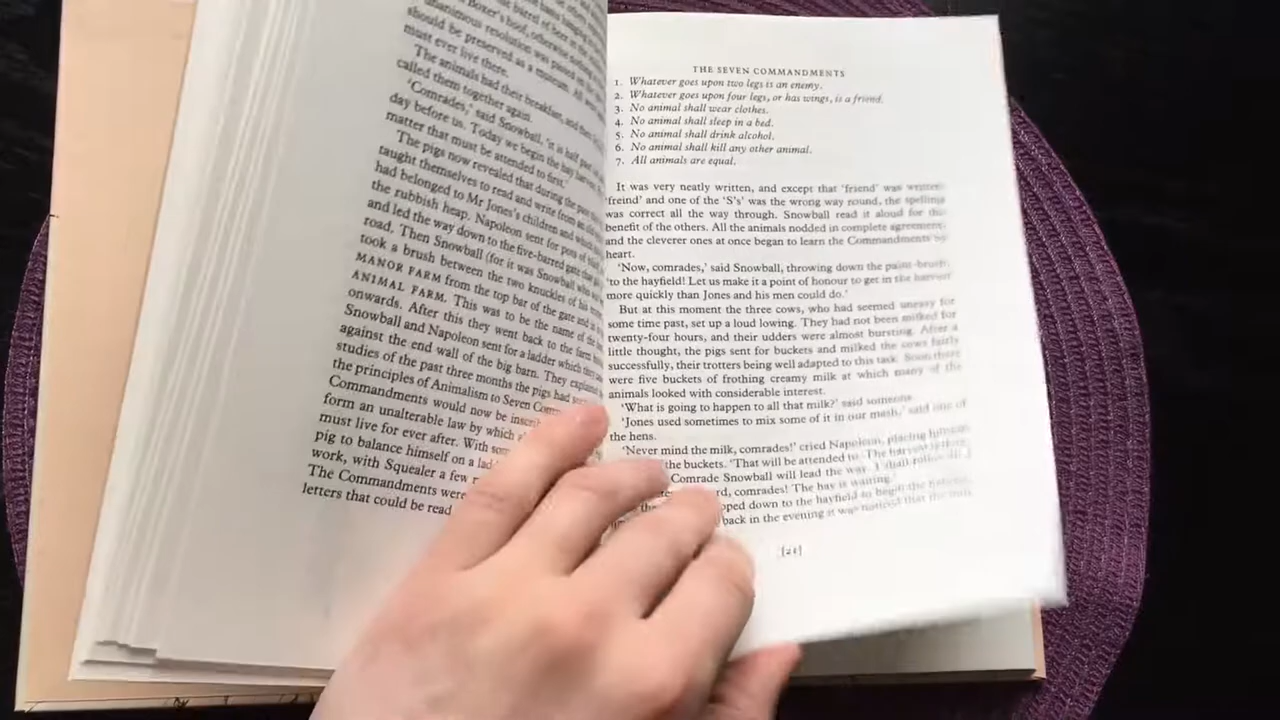 barrel of beer in the
Boxer's hoof, otherwise
unanimous resolution was passed
should be preserved as a museum. All
must ever live there.
The animals had their breakfast, and then
called them together again.
'Comrades,' said Snowball, 'it is half past
day before us. Today we begin the hay harvest.
matter that must be attended to first.'
The pigs now revealed that during the past
taught themselves to read and write from an
had belonged to Mr Jones's children and which
the rubbish heap. Napoleon sent for pots of
and led the way down to the five-barred gate
road. Then Snowball (for it was Snowball who
took a brush between the two knuckles of his
MANOR FARM from the top bar of the gate and in
ANIMAL FARM. This was to be the name of the
onwards. After this they went back to the farm
Snowball and Napoleon sent for a ladder which they
against the end wall of the big barn. They explained
studies of the past three months the pigs had
the principles of Animalism to Seven
Commandments would now be
form an unalterable law by which
must live for ever after. With
pig to balance himself on a
work, with Squealer a few
The Commandments were
letters that could be read
THE SEVEN COMMANDMENTS
1. Whatever goes upon two legs is an enemy.
2. Whatever goes upon four legs, or has wings, is a friend.
3. No animal shall wear clothes.
4. No animal shall sleep in a bed.
5. No animal shall drink alcohol.
6. No animal shall kill any other animal.
7. All animals are equal.
It was very neatly written, and except that 'friend' was written
'freind' and one of the 'S's' was the wrong way round, the spelling
was correct all the way through. Snowball read it aloud for the
benefit of the others. All the animals nodded in complete agreement,
and the cleverer ones at once began to learn the Commandments by
heart.
'Now, comrades,' said Snowball, throwing down the paint-brush,
'to the hayfield! Let us make it a point of honour to get in the harvest
more quickly than Jones and his men could do.'
But at this moment the three cows, who had seemed uneasy for
some time past, set up a loud lowing. They had not been milked for
twenty-four hours, and their udders were almost bursting. After a
little thought, the pigs sent for buckets and milked the cows fairly
successfully, their trotters being well adapted to this task. Soon there
were five buckets of frothing creamy milk at which many of the
animals looked with considerable interest.
'What is going to happen to all that milk?' said someone.
'Jones used sometimes to mix some of it in our mash,' said one of
the hens.
'Never mind the milk, comrades!' cried Napoleon, placing himself
the buckets. 'That will be attended to. The harvest is
Comrade Snowball will lead the way. I shall follow in
comrades! The hay is waiting.'
down to the hayfield to begin the
back in the evening it was noticed that the milk
[21]